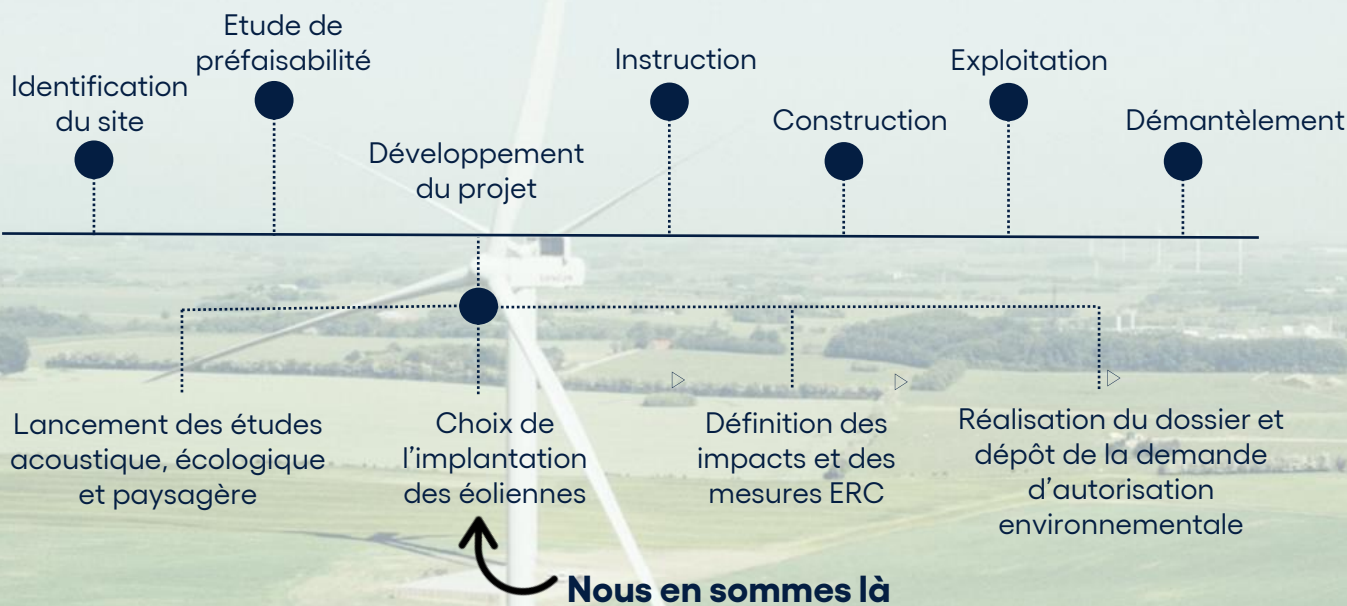 Identification
du site
Etude de
préfaisabilité
Développement
du projet
Instruction
Construction
Exploitation
Démantèlement
Lancement des études
acoustique, écologique
et paysagère
Choix de
l'implantation
des éoliennes
Définition des
impacts et des
mesures ERC
Réalisation du dossier et
dépôt de la demande
d'autorisation
environnementale
Nous en sommes là